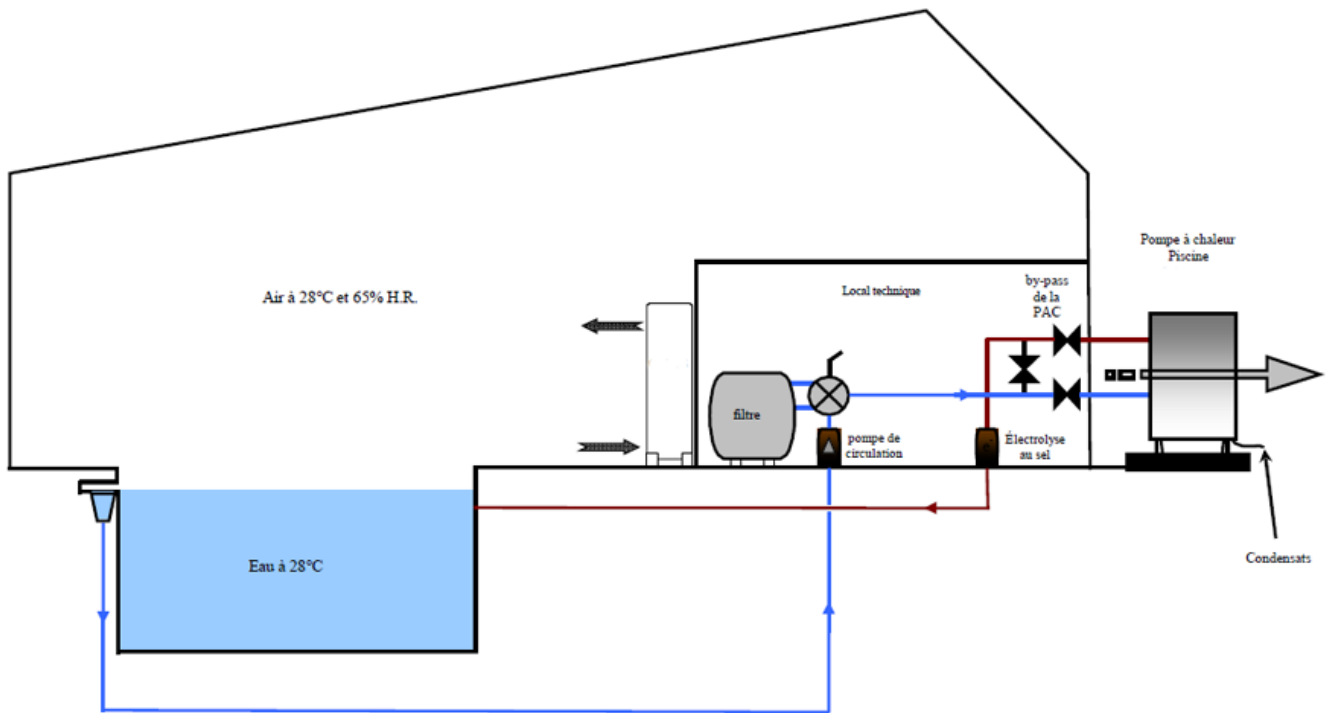 Pompe à chaleur
Piscine
Air à 28°C et 65% H.R.
Local technique
by-pass
de la
PAC
filtre
pompe de
circulation
Électrolyse
au sel
Condensats
Eau à 28°C